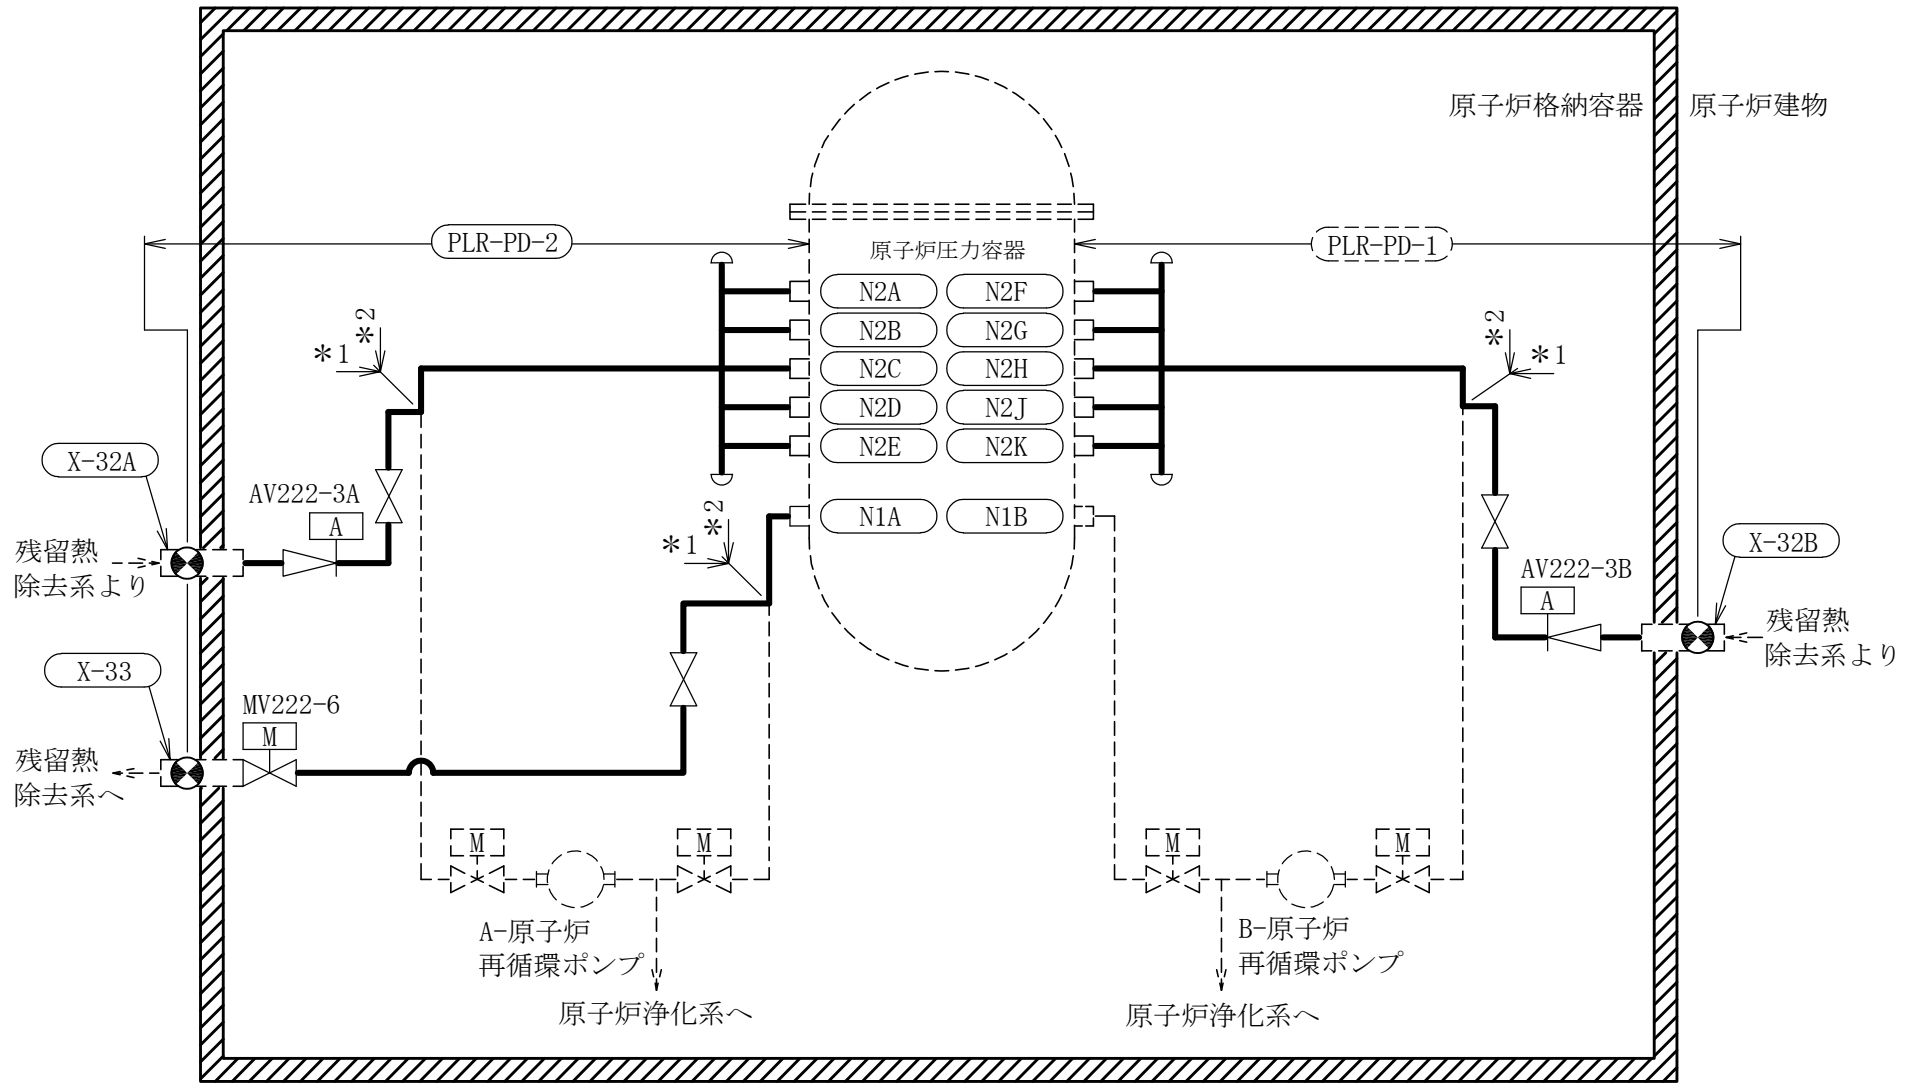 原子炉格納容器
原子炉建物
PLR-PD-2
PLR-PD-1
原子炉圧力容器
N2A
N2F
N2B
N2G
N2C
N2H
N2D
N2J
N2E
N2K
N1A
N1B
*1
*2
*2
*1
*1
*2
X-32A
AV222-3A
A
残留熱
除去系より
X-33
MV222-6
M
残留熱
除去系へ
X-32B
AV222-3B
A
残留熱
除去系より
M
M
M
M
A-原子炉
再循環ポンプ
B-原子炉
再循環ポンプ
原子炉浄化系へ
原子炉浄化系へ